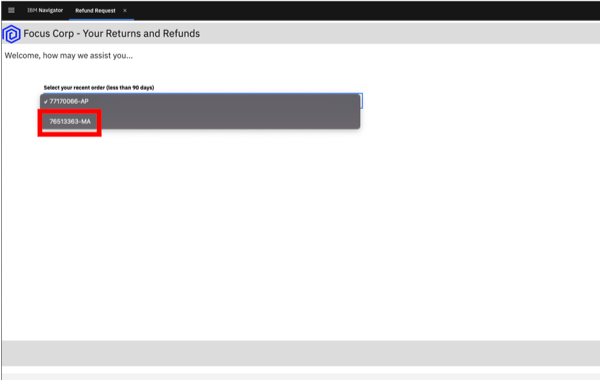 IBM Navigator Refund Request ×
Focus Corp - Your Returns and Refunds
Welcome, how may we assist you...
Select your recent order (less than 90 days)
✓ 77170066-AP
76513363-MA